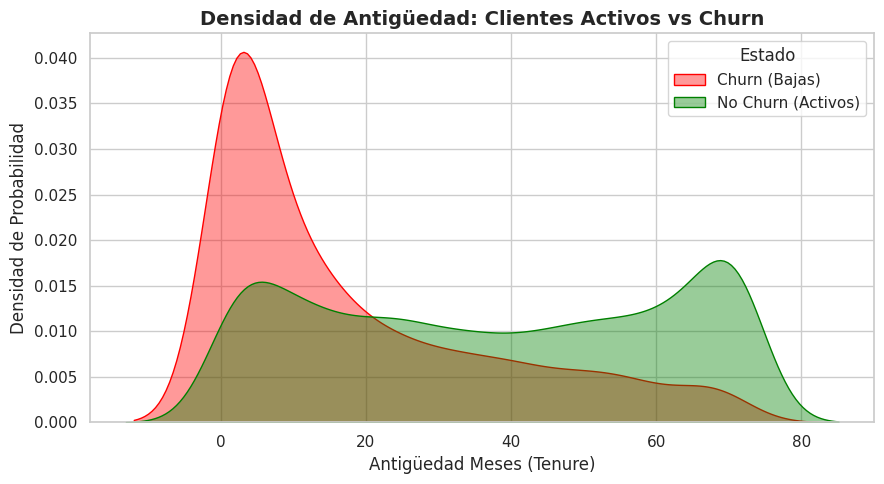 Densidad de Antigüedad: Clientes Activos vs Churn
Estado
Churn (Bajas)
No Churn (Activos)
Densidad de Probabilidad
0.040
0.035
0.030
0.025
0.020
0.015
0.010
0.005
0.000
0
20
40
60
80
Antigüedad Meses (Tenure)